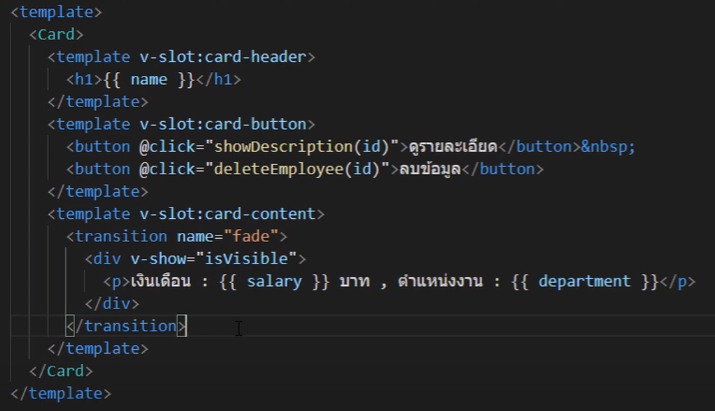 <template>
<Card>
<template v-slot:card-header>
<h1>{{ name }}</h1>
</template>
<template v-slot:card-button>
<button @click="showDescription(id)">ดูรายละเอียด</button>&nbsp;
<button @click="deleteEmployee(id)">ลบข้อมูล</button>
</template>
<template v-slot:card-content>
<transition name="fade">
<div v-show="isVisible">
<p>เงินเดือน : {{ salary }} บาท , ตำแหน่งงาน : {{ department }}</p>
</div>
</transition>
</template>
</Card>
</template>